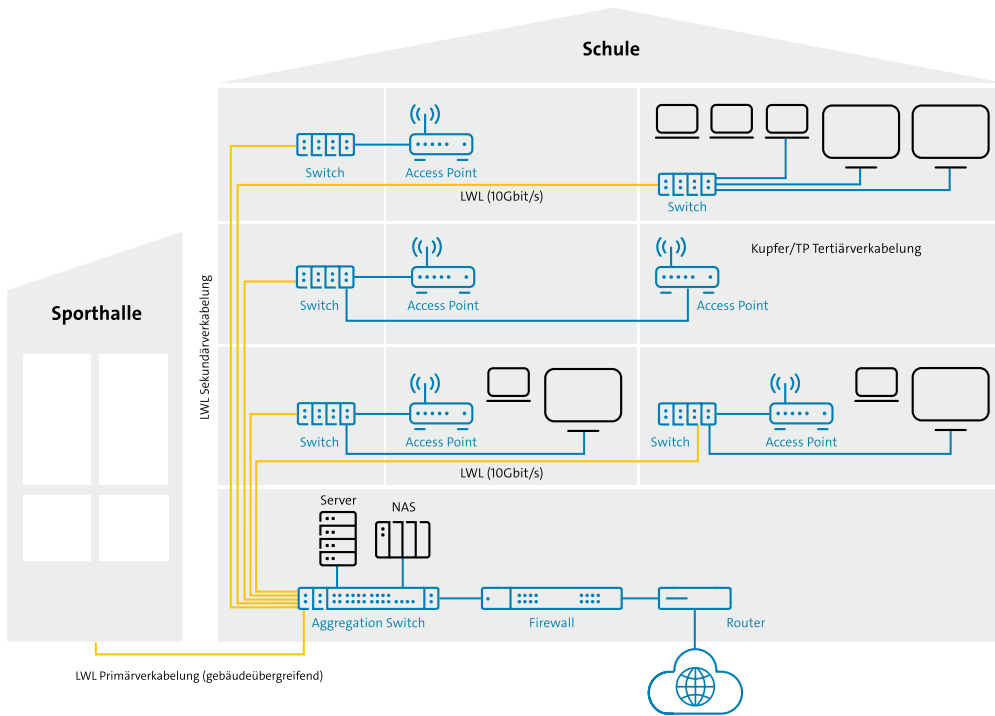 Schule
Switch
Access Point
LWL (10Gbit/s)
Switch
Kupfer/TP Tertiärverkabelung
Switch
Access Point
Access Point
Sporthalle
LWL Sekundärverkabelung
Switch
Access Point
Switch
Access Point
LWL (10Gbit/s)
Server
NAS
Aggregation Switch
Firewall
Router
LWL Primärverkabelung (gebäudeübergreifend)